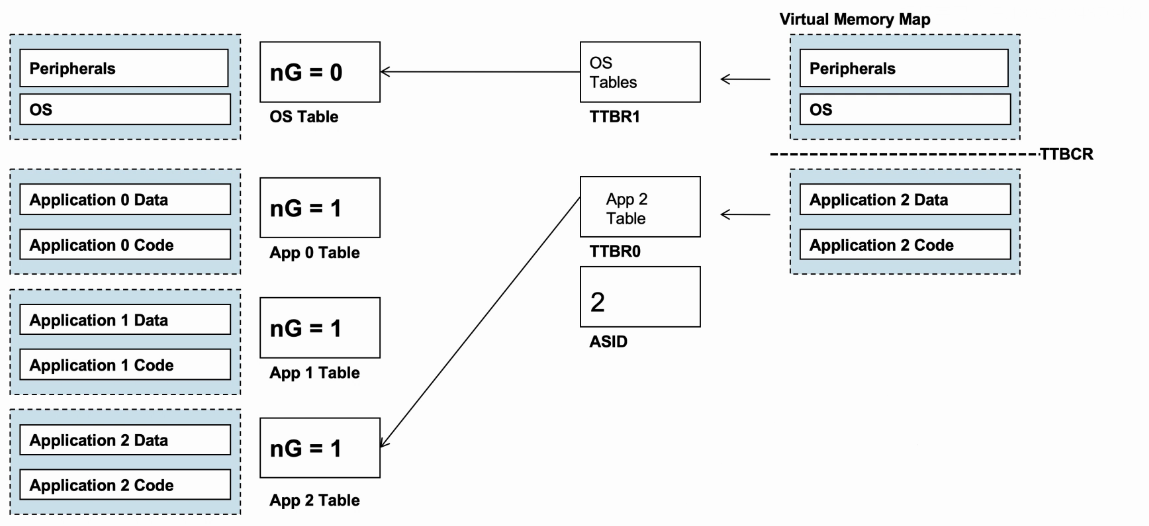 Virtual Memory Map
Peripherals
OS
nG = 0
OS Table
OS
Tables
TTBR1
Peripherals
OS
TTBCR
Application 0 Data
Application 0 Code
nG = 1
App 0 Table
App 2
Table
TTBR0
Application 2 Data
Application 2 Code
2
ASID
Application 1 Data
Application 1 Code
nG = 1
App 1 Table
Application 2 Data
Application 2 Code
nG = 1
App 2 Table